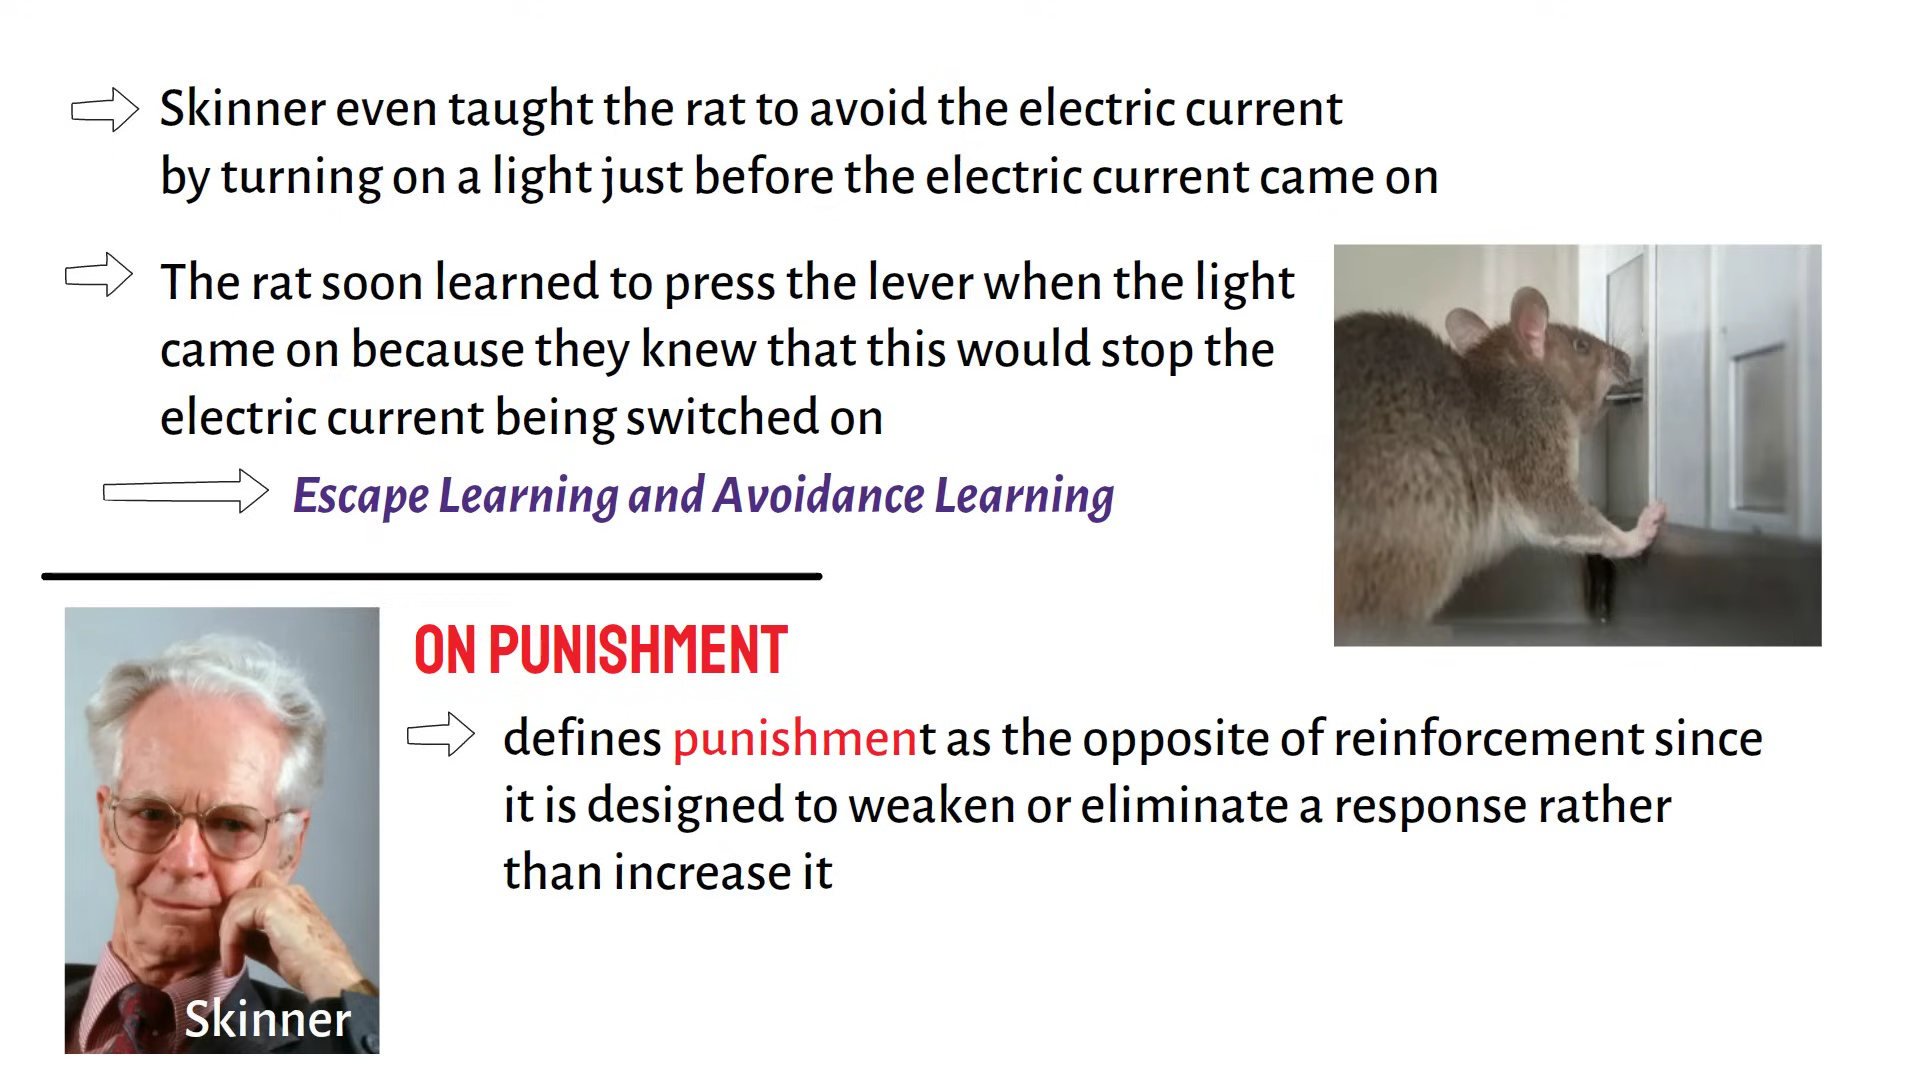 Skinner even taught the rat to avoid the electric current
by turning on a light just before the electric current came on
The rat soon learned to press the lever when the light
came on because they knew that this would stop the
electric current being switched on
Escape Learning and Avoidance Learning
ON PUNISHMENT
defines punishment as the opposite of reinforcement since
it is designed to weaken or eliminate a response rather
than increase it
Skinner